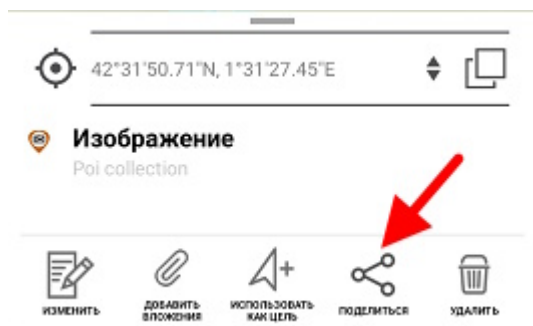 42°31'50.71"N, 1°31'27.45"E
Изображение
Poi collection
ИЗМЕНИТЬ
ДОБАВИТЬ
ВЛОЖЕНИЯ
ИСПОЛЬЗОВАТЬ
КАК ЦЕЛЬ
ПОДЕЛИТЬСЯ
УДАЛИТЬ